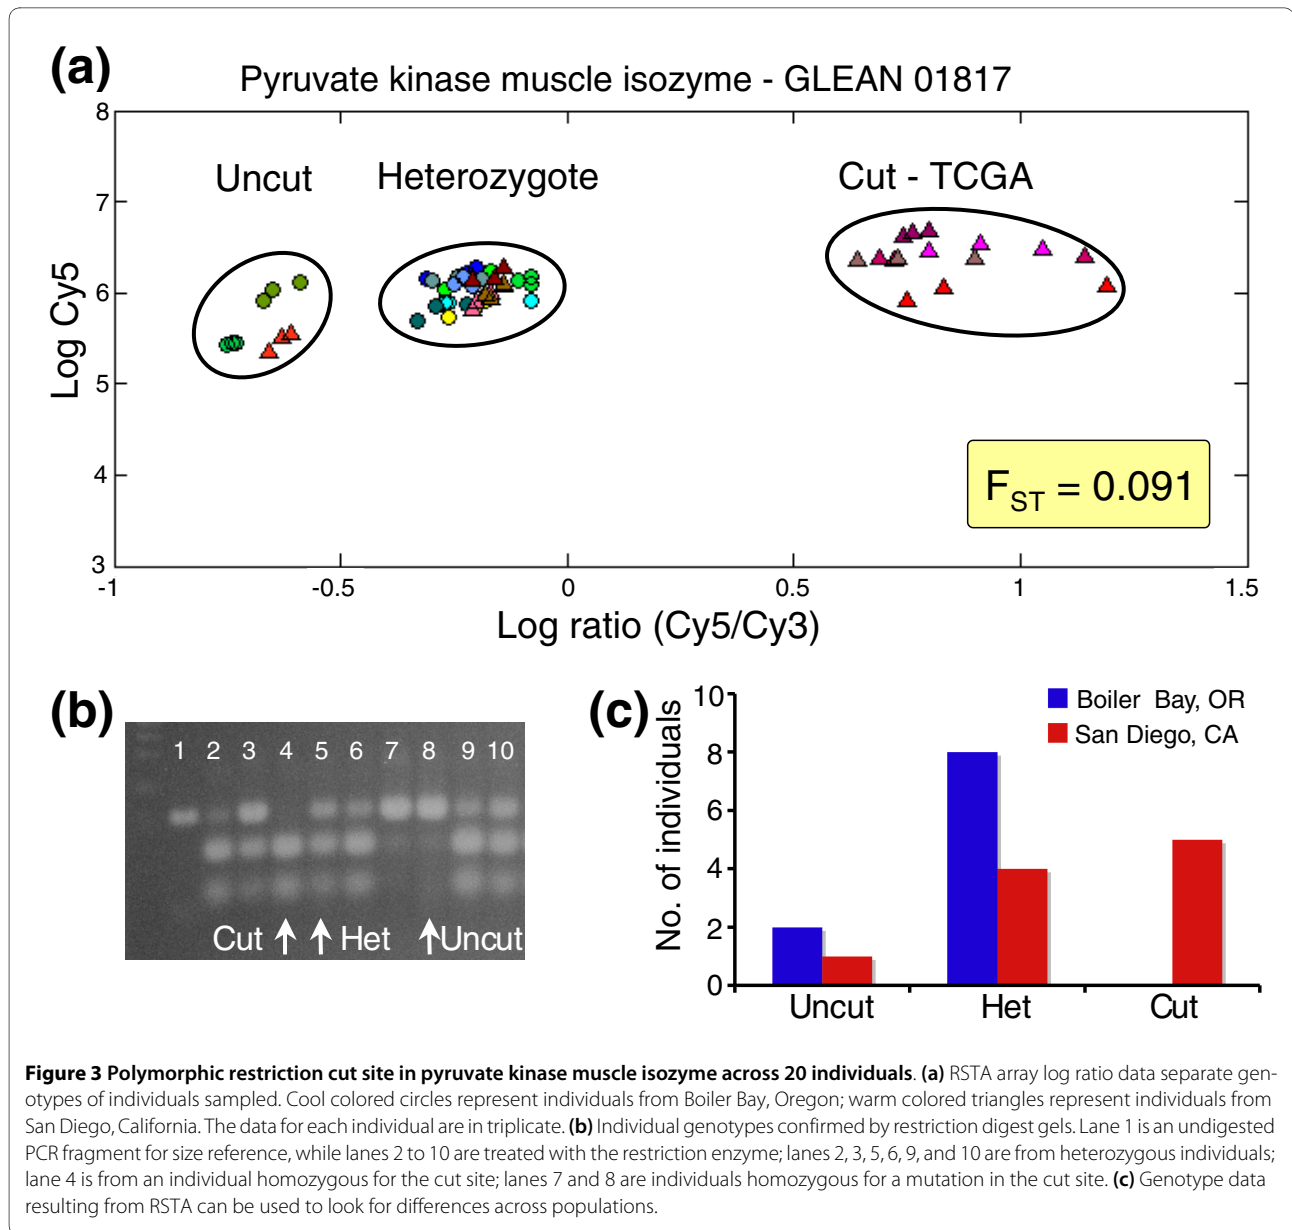 (a)
Pyruvate kinase muscle isozyme - GLEAN 01817
8
7
6
5
4
3
Log Cy5
Uncut
Heterozygote
Cut - TCGA
FST = 0.091
-1
-0.5
0
0.5
1
1.5
Log ratio (Cy5/Cy3)
(b)
1 2 3 4 5 6 7 8 9 10
Cut ↑ ↑ Het ↑ Uncut
(c)
No. of individuals
10
8
6
4
2
0
Boiler Bay, OR
San Diego, CA
Uncut
Het
Cut
Figure 3 Polymorphic restriction cut site in pyruvate kinase muscle isozyme across 20 individuals. (a) RSTA array log ratio data separate gen-
otypes of individuals sampled. Cool colored circles represent individuals from Boiler Bay, Oregon; warm colored triangles represent individuals from
San Diego, California. The data for each individual are in triplicate. (b) Individual genotypes confirmed by restriction digest gels. Lane 1 is an undigested
PCR fragment for size reference, while lanes 2 to 10 are treated with the restriction enzyme; lanes 2, 3, 5, 6, 9, and 10 are from heterozygous individuals;
lane 4 is from an individual homozygous for the cut site; lanes 7 and 8 are individuals homozygous for a mutation in the cut site. (c) Genotype data
resulting from RSTA can be used to look for differences across populations.